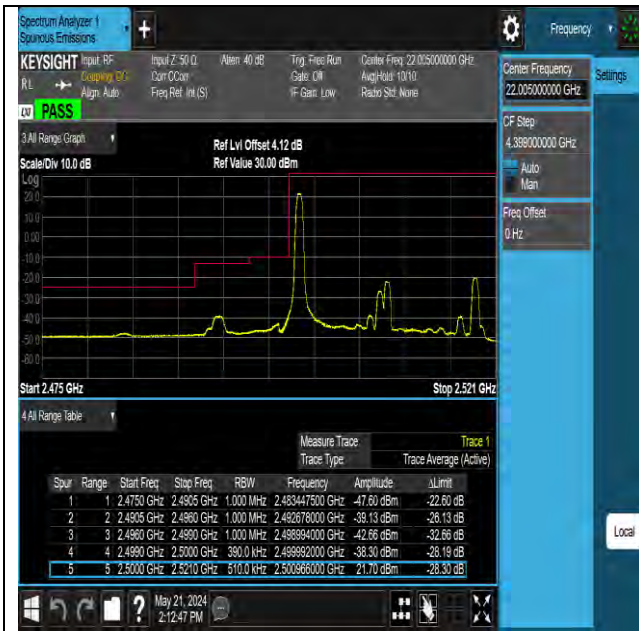 Spectrum Analyzer 1
Spurious Emissions
+
Frequency
KEYSIGHT Input: RF Input Z: 50 Ω Atten: 40 dB Trig: Free Run Center Freq: 22.005000000 GHz
RL Coupling: DC Corr CCorr Gate: Off Avg|Hold: 10/10
Align: Auto Freq Ref: Int (S) IF Gain: Low Radio Std: None
LXI PASS
Center Frequency
22.005000000 GHz
Settings
CF Step
4.399000000 GHz
Auto
Man
Freq Offset
0 Hz
3 All Range Graph
Ref Lvl Offset 4.12 dB
Scale/Div 10.0 dB Ref Value 30.00 dBm
Log
20.0
10.0
0.00
-10.0
-20.0
-30.0
-40.0
-50.0
-60.0
Start 2.475 GHz Stop 2.521 GHz
4 All Range Table
Measure Trace Trace 1
Trace Type Trace Average (Active)
Spur Range Start Freq Stop Freq RBW Frequency Amplitude ΔLimit
1 1 2.4750 GHz 2.4905 GHz 1.000 MHz 2.483447500 GHz -47.60 dBm -22.60 dB
2 2 2.4905 GHz 2.4960 GHz 1.000 MHz 2.492678000 GHz -39.13 dBm -26.13 dB
3 3 2.4960 GHz 2.4990 GHz 1.000 MHz 2.498994000 GHz -42.66 dBm -32.66 dB
4 4 2.4990 GHz 2.5000 GHz 390.0 kHz 2.499992000 GHz -38.30 dBm -28.19 dB
5 5 2.5000 GHz 2.5210 GHz 510.0 kHz 2.500966000 GHz 21.70 dBm -28.30 dB
Local
? May 21, 2024
2:12:47 PM